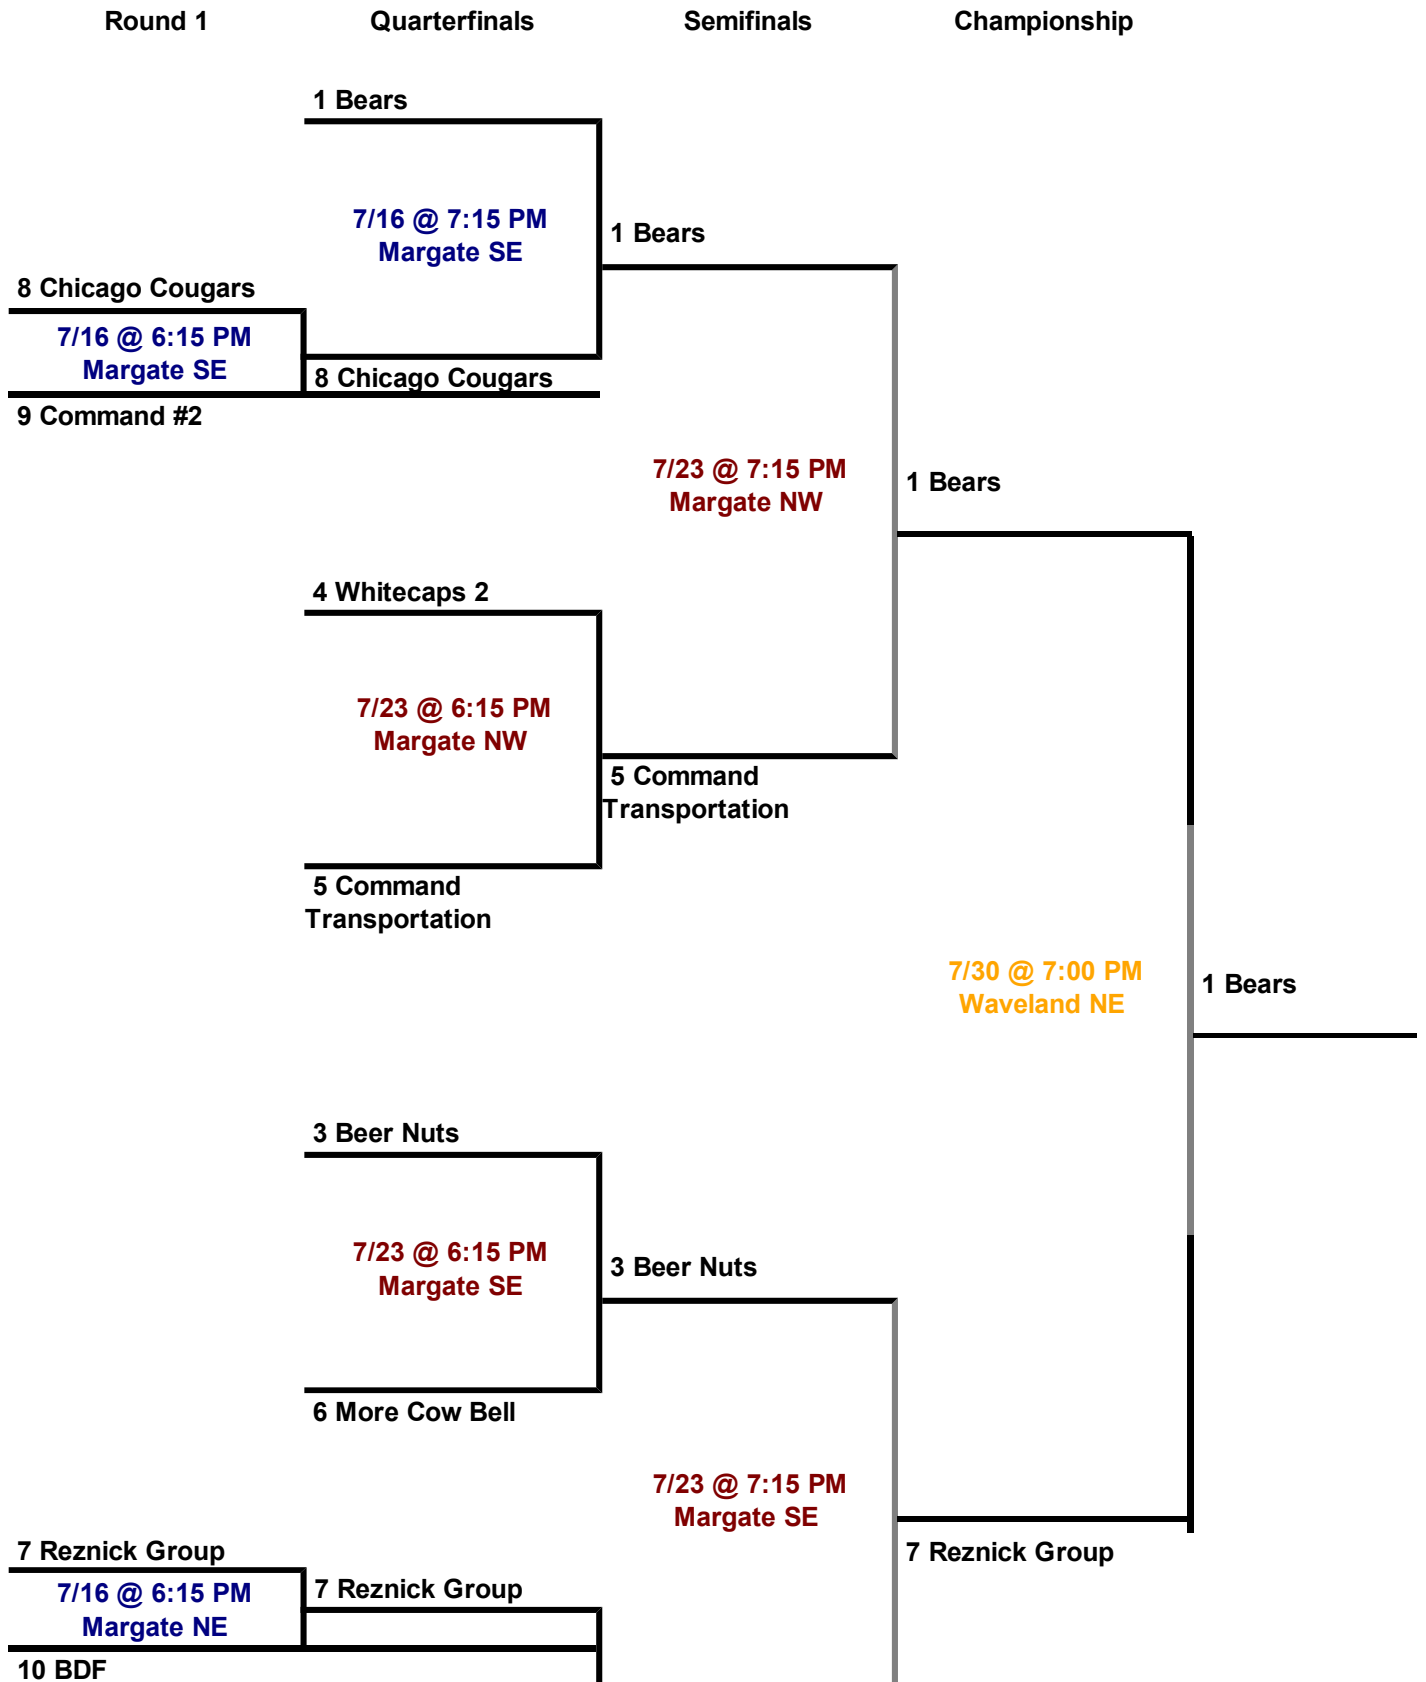 Round 1
Quarterfinals
Semifinals
Championship
1 Bears
7/16 @ 7:15 PM
Margate SE
1 Bears
8 Chicago Cougars
7/16 @ 6:15 PM
Margate SE
8 Chicago Cougars
9 Command #2
7/23 @ 7:15 PM
Margate NW
1 Bears
4 Whitecaps 2
7/23 @ 6:15 PM
Margate NW
5 Command
Transportation
5 Command
Transportation
7/30 @ 7:00 PM
Waveland NE
1 Bears
3 Beer Nuts
7/23 @ 6:15 PM
Margate SE
3 Beer Nuts
6 More Cow Bell
7/23 @ 7:15 PM
Margate SE
7 Reznick Group
7 Reznick Group
7/16 @ 6:15 PM
Margate NE
7 Reznick Group
10 BDF